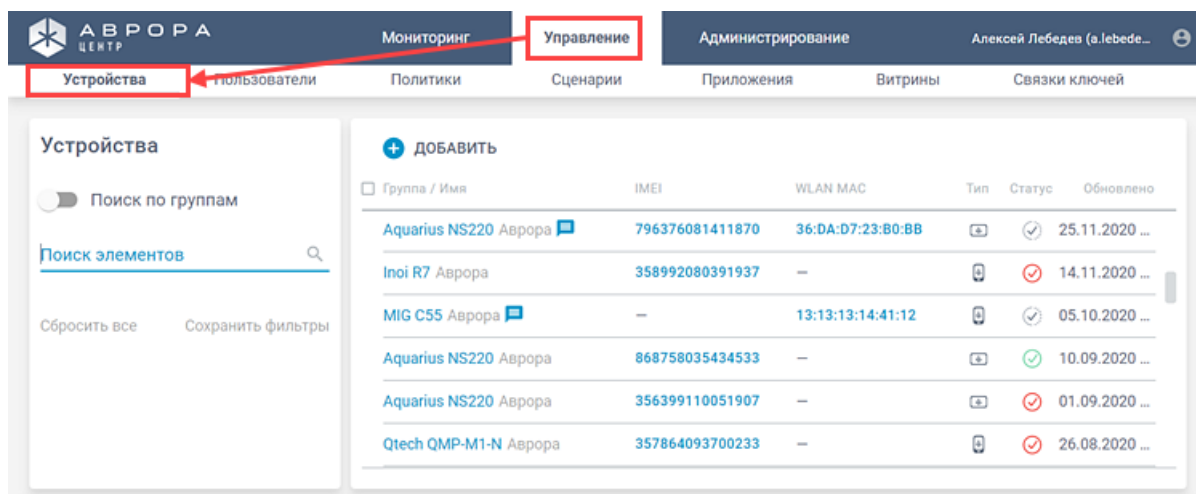 АВРОРА
ЦЕНТР
Мониторинг Управление Администрирование Алексей Лебедев (a.lebede...
Устройства Пользователи Политики Сценарии Приложения Витрины Связки ключей
Устройства
Поиск по группам
Поиск элементов
Сбросить все Сохранить фильтры
ДОБАВИТЬ
Группа / Имя IMEI WLAN MAC Тип Статус Обновлено
Aquarius NS220 Аврора 796376081411870 36:DA:D7:23:B0:BB 25.11.2020 ...
Inoi R7 Аврора 358992080391937 – 14.11.2020 ...
MIG C55 Аврора – 13:13:13:14:41:12 05.10.2020 ...
Aquarius NS220 Аврора 868758035434533 – 10.09.2020 ...
Aquarius NS220 Аврора 356399110051907 – 01.09.2020 ...
Qtech QMP-M1-N Аврора 357864093700233 – 26.08.2020 ...